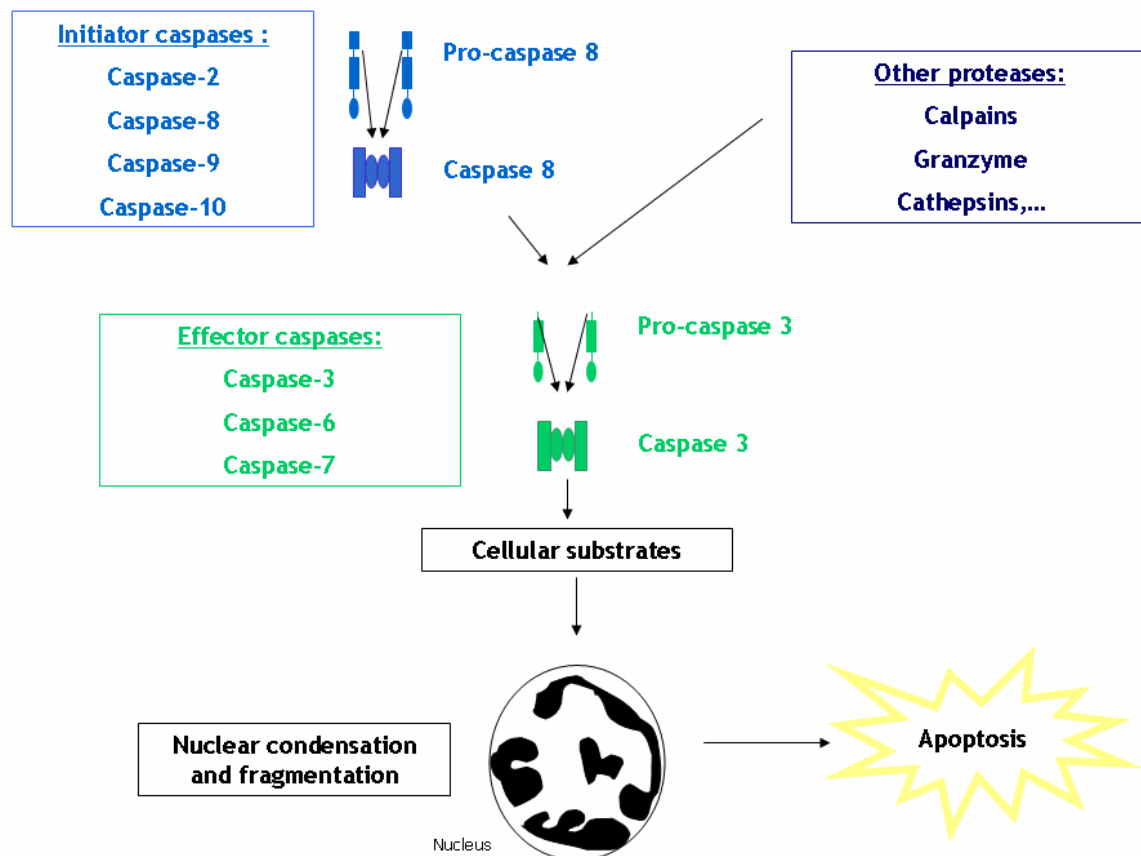 Initiator caspases :
Caspase-2
Caspase-8
Caspase-9
Caspase-10
Pro-caspase 8
Caspase 8
Other proteases:
Calpains
Granzyme
Cathepsins,...
Effector caspases:
Caspase-3
Caspase-6
Caspase-7
Pro-caspase 3
Caspase 3
Cellular substrates
Nuclear condensation
and fragmentation
Nucleus
Apoptosis